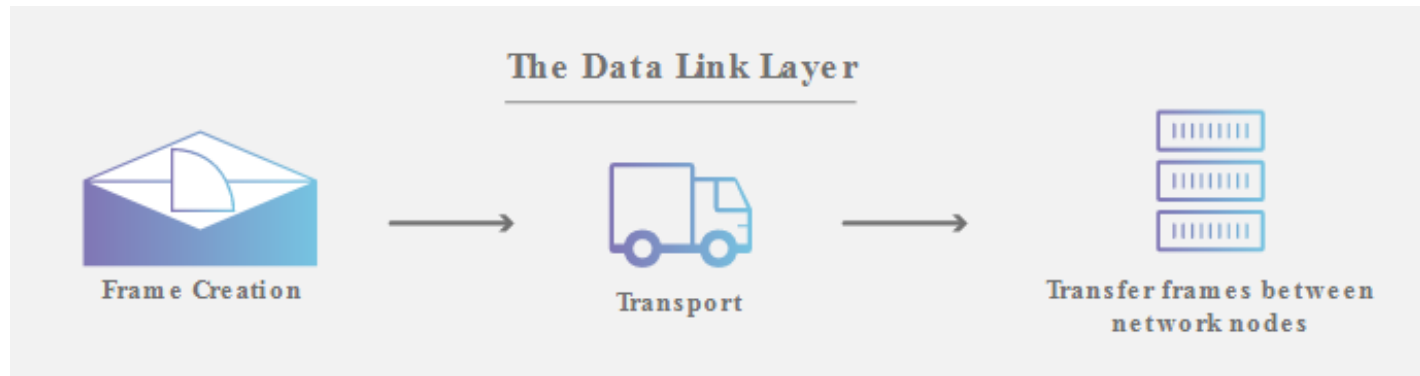 The Data Link Layer
Frame Creation
Transport
Transfer frames between
network nodes